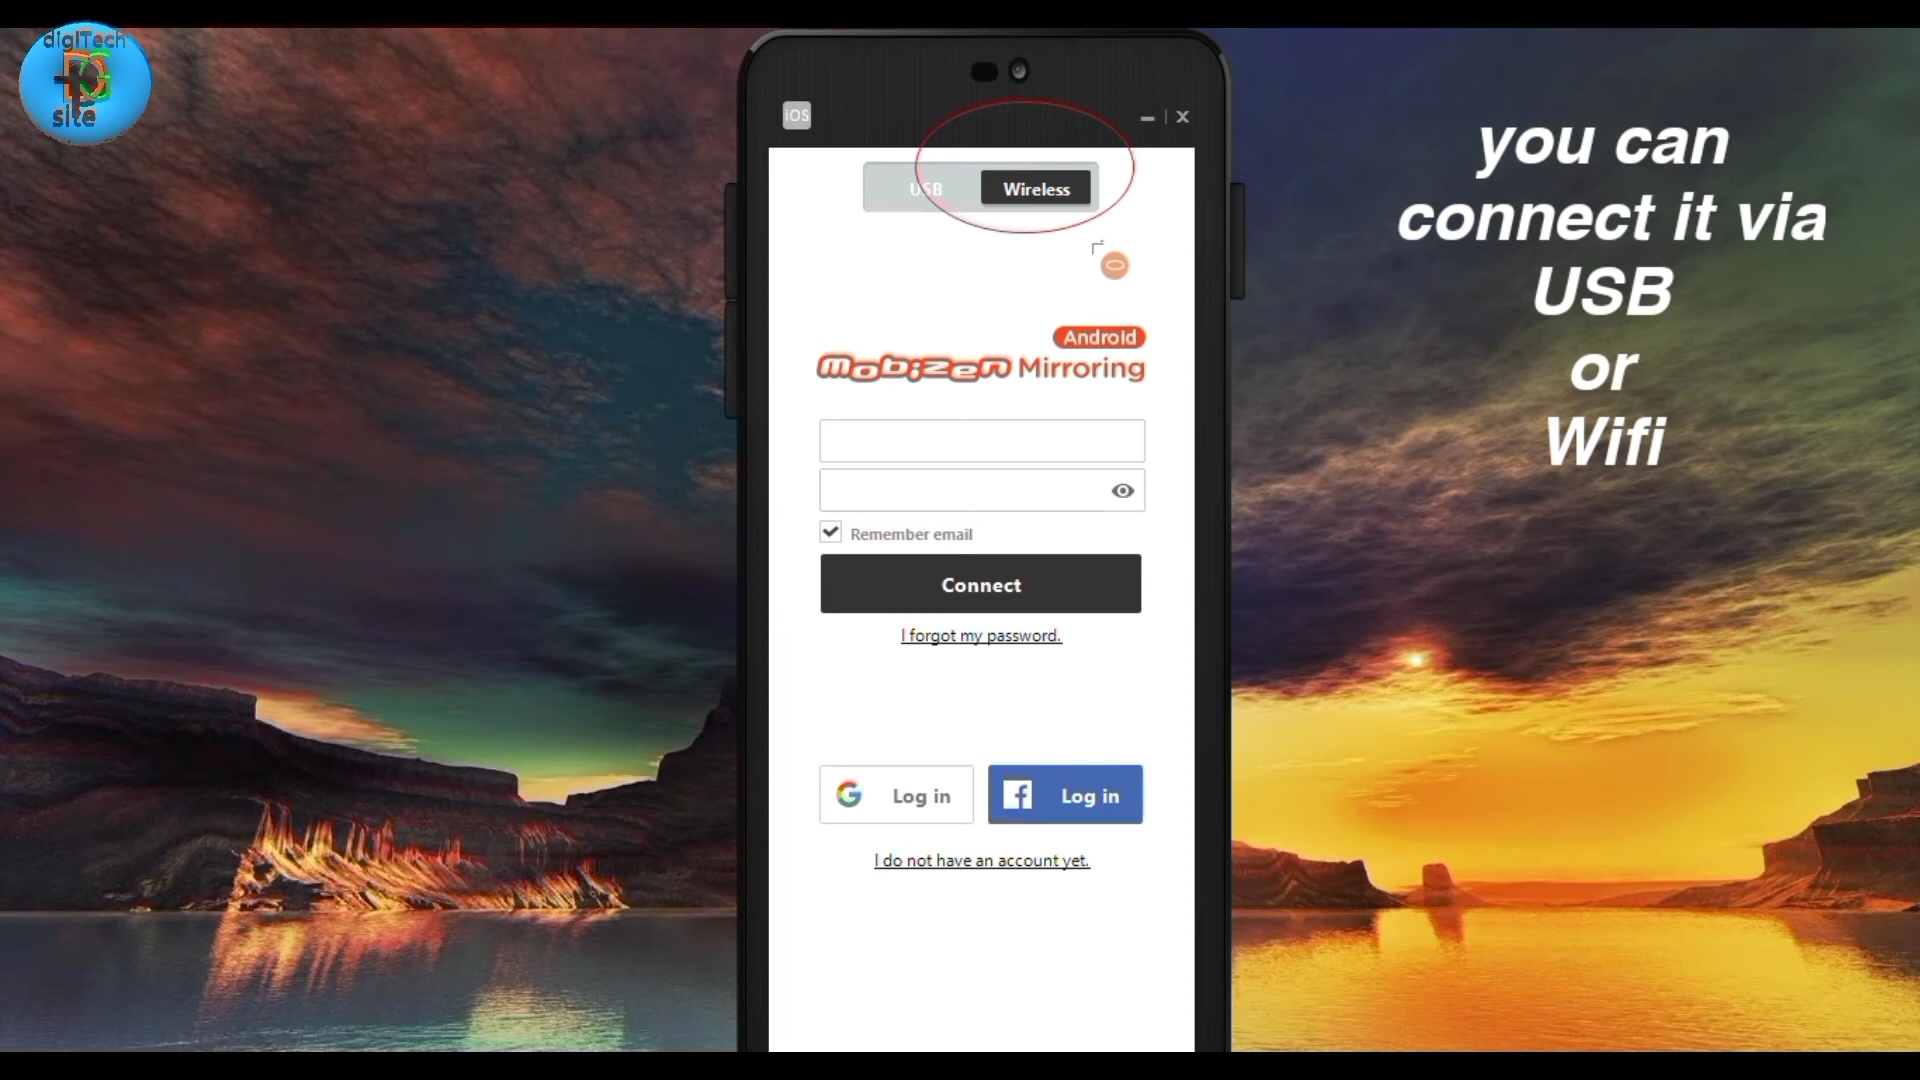 digITech
site
iOS
USB Wireless
Android
mobizen Mirroring
Remember email
Connect
I forgot my password.
Log in
Log in
I do not have an account yet.
you can
connect it via
USB
or
Wifi